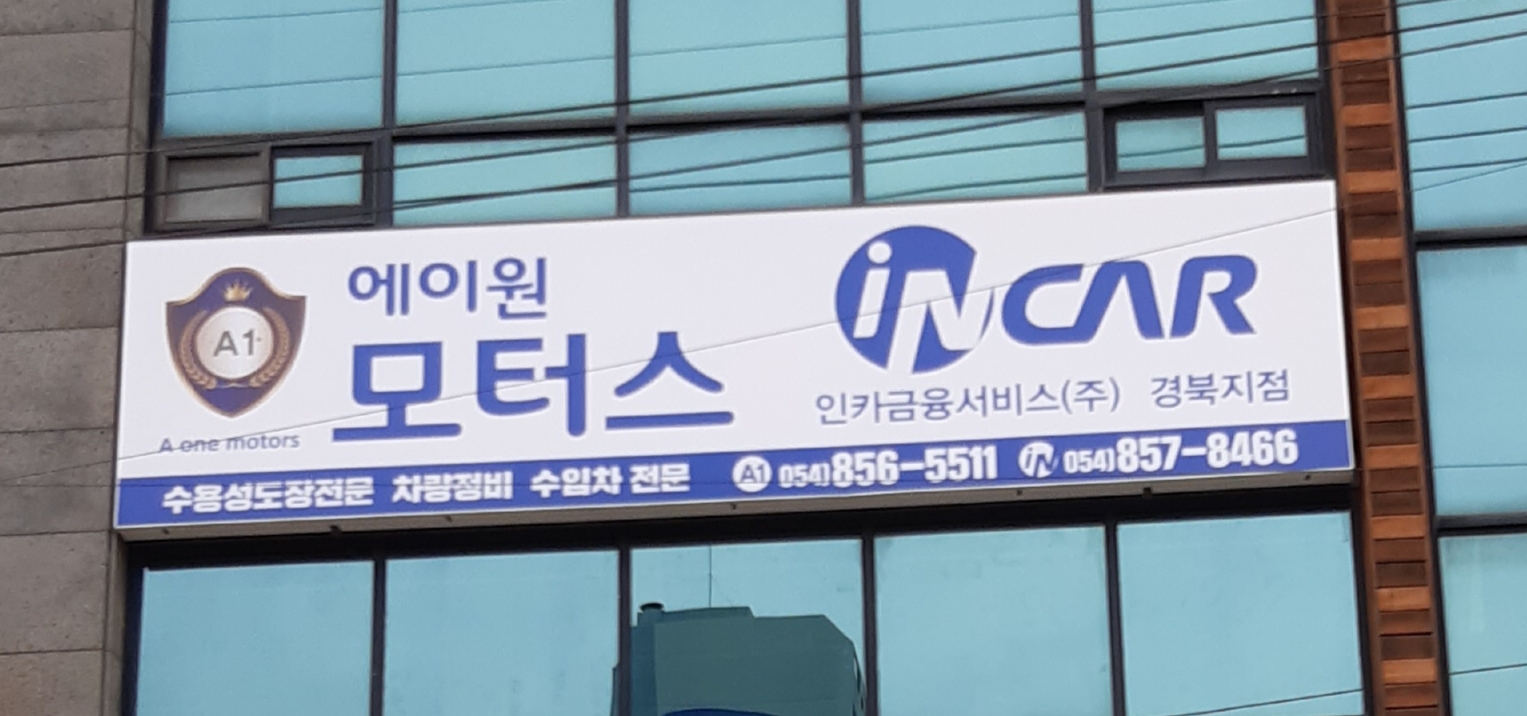 A1
A one motors
에이원
모터스
iNCAR
인카금융서비스(주) 경북지점
수용성도장전문 차량정비 수입차 전문 A1 054)856-5511 iN 054)857-8466